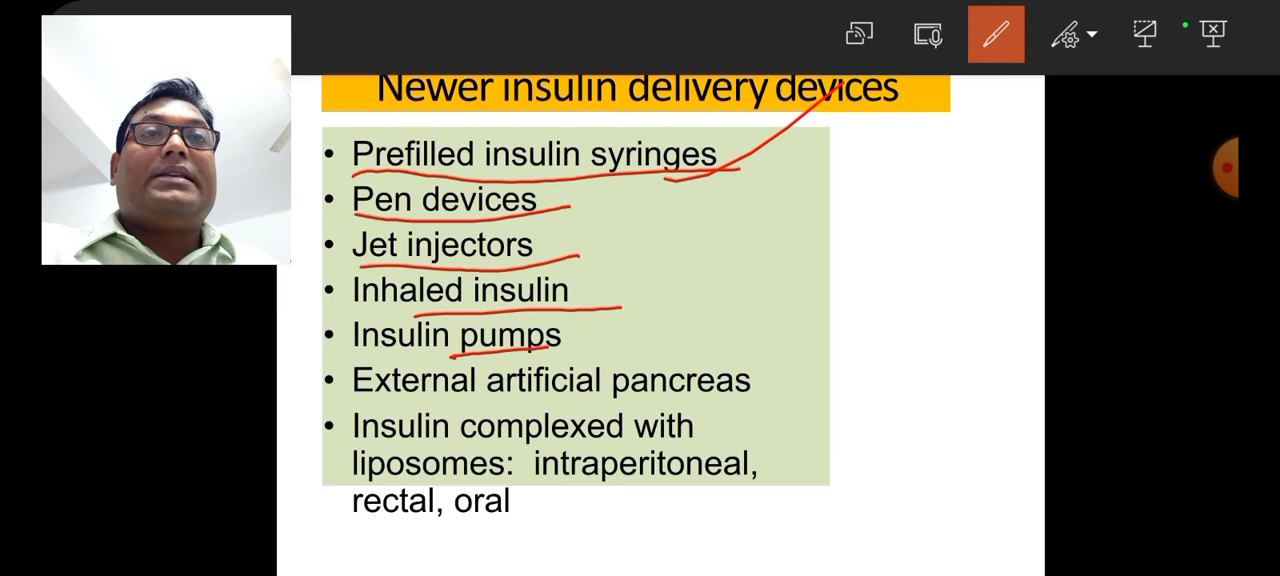 Newer insulin delivery devices
• Prefilled insulin syringes
• Pen devices
• Jet injectors
• Inhaled insulin
• Insulin pumps
• External artificial pancreas
• Insulin complexed with
liposomes: intraperitoneal,
rectal, oral